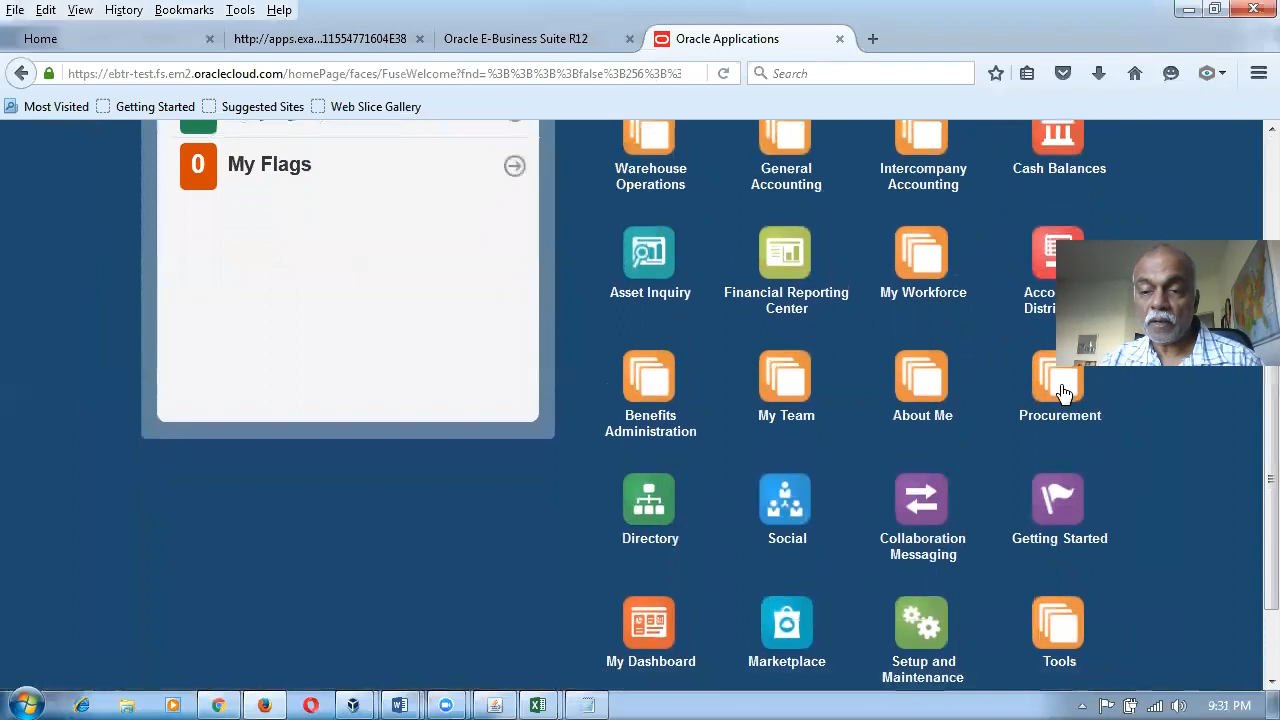 File Edit View History Bookmarks Tools Help
Home
http://apps.exa...11554771604E38
Oracle E-Business Suite R12
Oracle Applications
https://ebtr-test.fs.em2.oraclecloud.com/homePage/faces/FuseWelcome?fnd=%3B%3B%3B%3Bfalse%3B256%3B%3
Search
Most Visited Getting Started Suggested Sites Web Slice Gallery
0 My Flags
Warehouse
Operations
General
Accounting
Intercompany
Accounting
Cash Balances
Asset Inquiry
Financial Reporting
Center
My Workforce
Benefits
Administration
My Team
About Me
Procurement
Directory
Social
Collaboration
Messaging
Getting Started
My Dashboard
Marketplace
Setup and
Maintenance
Tools
9:31 PM